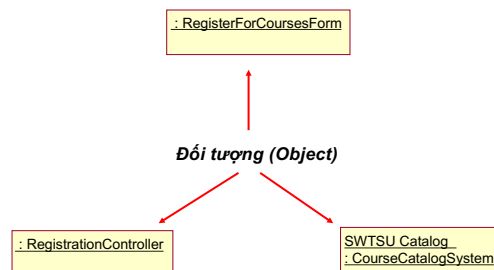 : RegisterForCoursesForm
Đối tượng (Object)
: RegistrationController
SWTSU Catalog
: CourseCatalogSystem